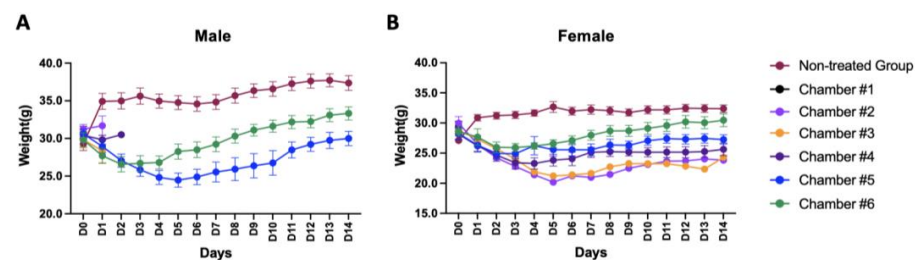 A
Male
Weight(g)
40.0
35.0
30.0
25.0
20.0
D0 D1 D2 D3 D4 D5 D6 D7 D8 D9 D10 D11 D12 D13 D14
Days
B
Female
Weight(g)
40.0
35.0
30.0
25.0
20.0
15.0
D0 D1 D2 D3 D4 D5 D6 D7 D8 D9 D10 D11 D12 D13 D14
Days
Non-treated Group
Chamber #1
Chamber #2
Chamber #3
Chamber #4
Chamber #5
Chamber #6